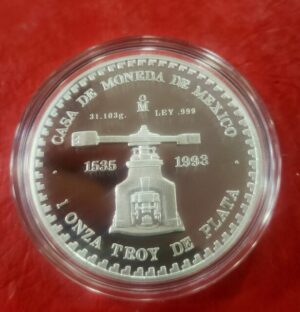 CASA DE MONEDA DE MEXICO
Mo
31.103g. LEY .999
1535 1993
1 ONZA TROY DE PLATA